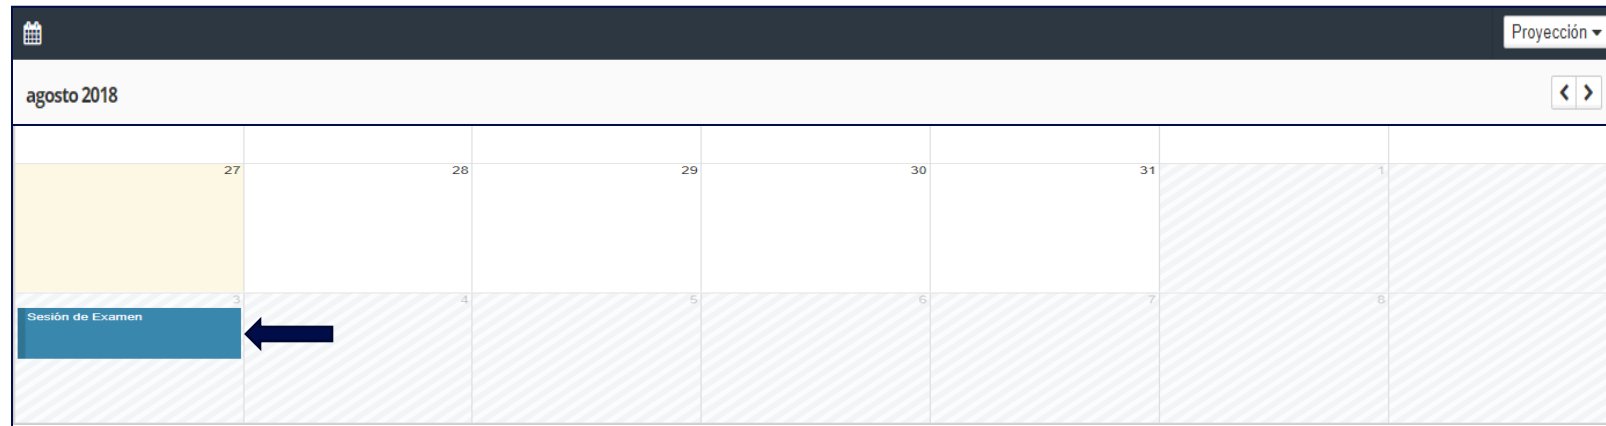 Proyección
agosto 2018
27 28 29 30 31 1
3 4 5 6 7 8
Sesión de Examen